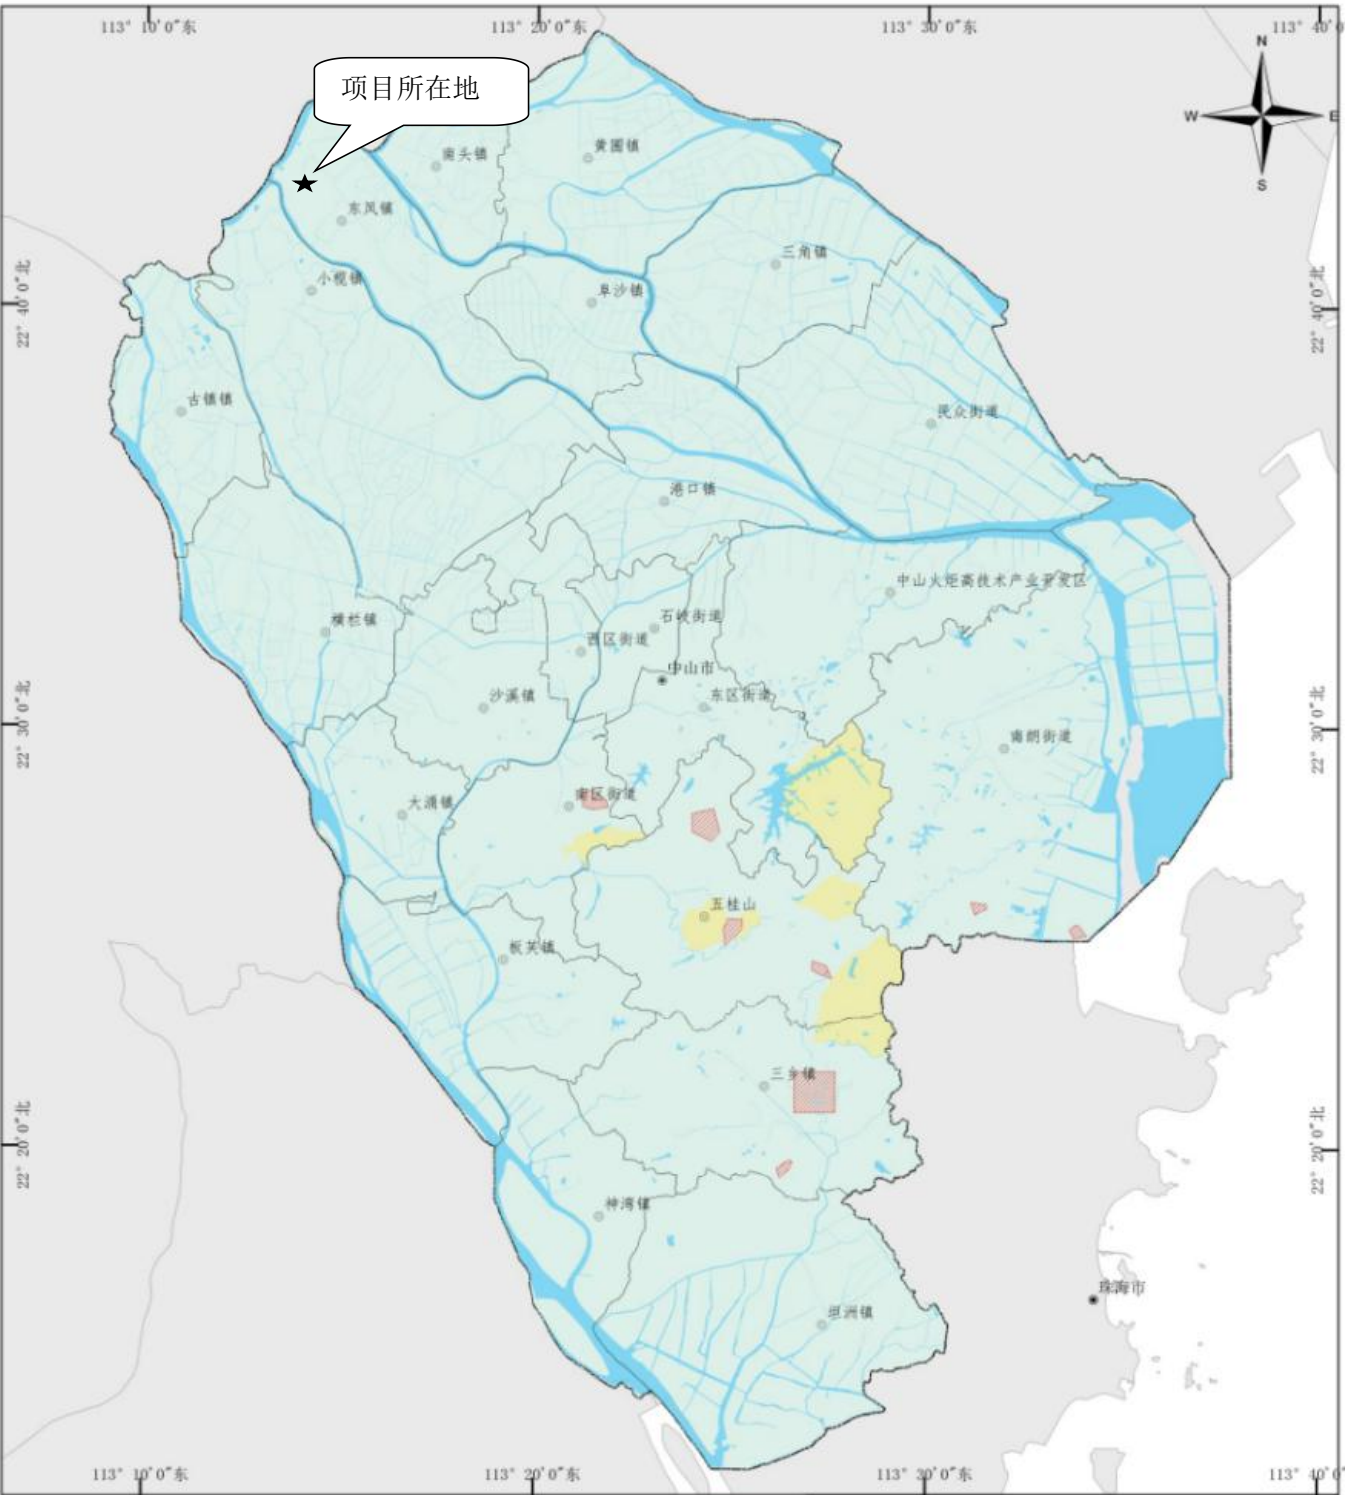 113° 10′0″东
113° 20′0″东
113° 30′0″东
113° 40′0
N
W
E
S
项目所在地
黄圃镇
南头镇
东凤镇
三角镇
小榄镇
阜沙镇
22° 40′0″北
22° 40′0″北
古镇镇
民众街道
港口镇
中山火炬高技术产业开发区
石岐街道
横栏镇
西区街道
中山市
沙溪镇
东区街道
22° 30′0″北
22° 30′0″北
南朗街道
南区街道
大涌镇
五桂山
板芙镇
三乡镇
22° 20′0″北
22° 20′0″北
神湾镇
珠海市
坦洲镇
113° 10′0″东
113° 20′0″东
113° 30′0″东
113° 40′0″